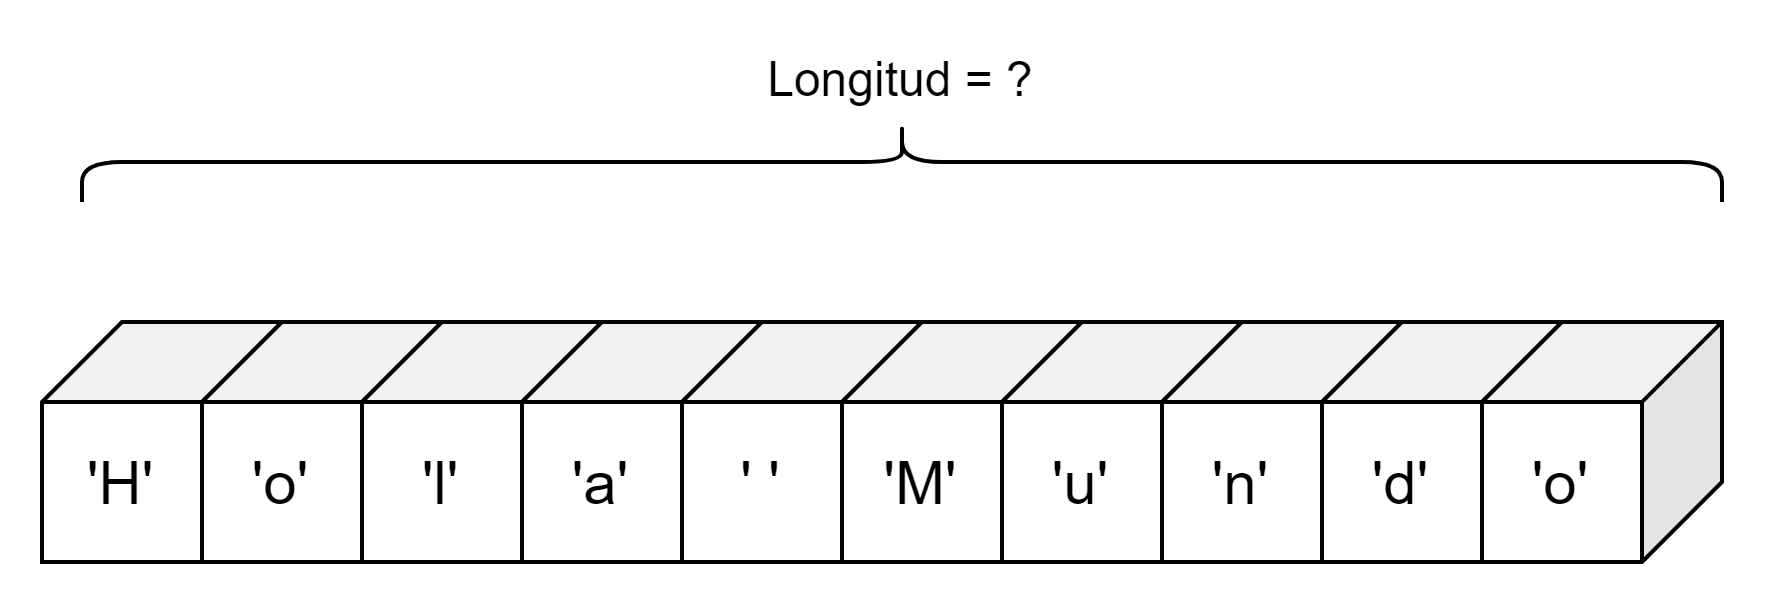 Longitud = ?
'H' 'o' 'l' 'a' ' ' 'M' 'u' 'n' 'd' 'o'